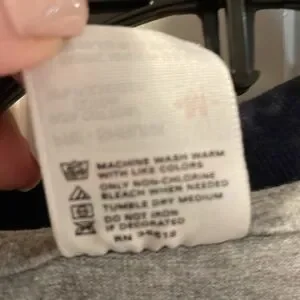 MACHINE WASH WARM
WITH LIKE COLORS
ONLY NON-CHLORINE
BLEACH WHEN NEEDED
TUMBLE DRY MEDIUM
DO NOT IRON
IF DECORATED
RN